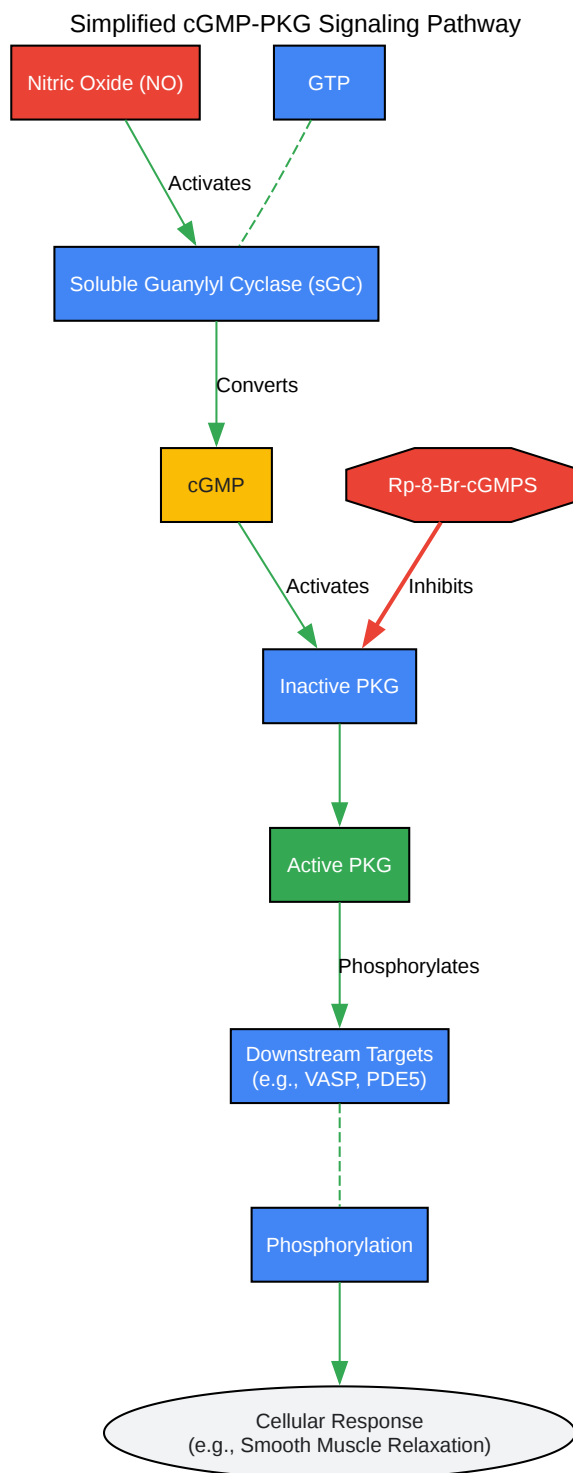 Simplified cGMP-PKG Signaling Pathway
Nitric Oxide (NO)
GTP
Activates
Soluble Guanylyl Cyclase (sGC)
Converts
cGMP
Rp-8-Br-cGMPS
Activates
Inhibits
Inactive PKG
Active PKG
Phosphorylates
Downstream Targets
(e.g., VASP, PDE5)
Phosphorylation
Cellular Response
(e.g., Smooth Muscle Relaxation)